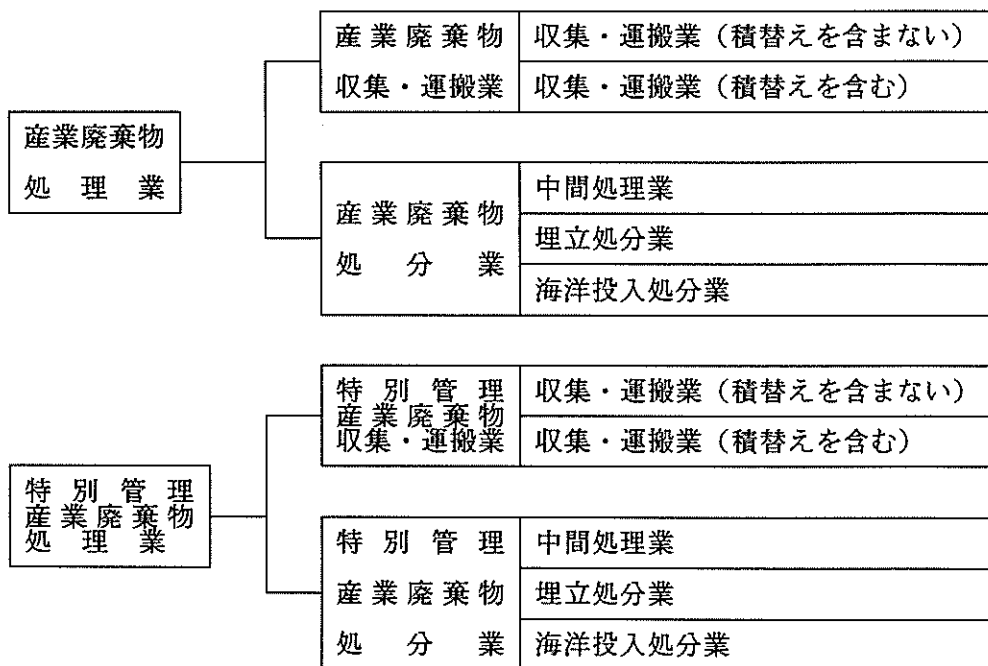 産業廃棄物
処理業
産業廃棄物
収集・運搬業
収集・運搬業（積替えを含まない）
収集・運搬業（積替えを含む）
産業廃棄物
処分業
中間処理業
埋立処分業
海洋投入処分業
特別管理
産業廃棄物
処理業
特別管理
産業廃棄物
収集・運搬業
収集・運搬業（積替えを含まない）
収集・運搬業（積替えを含む）
特別管理
産業廃棄物
処分業
中間処理業
埋立処分業
海洋投入処分業